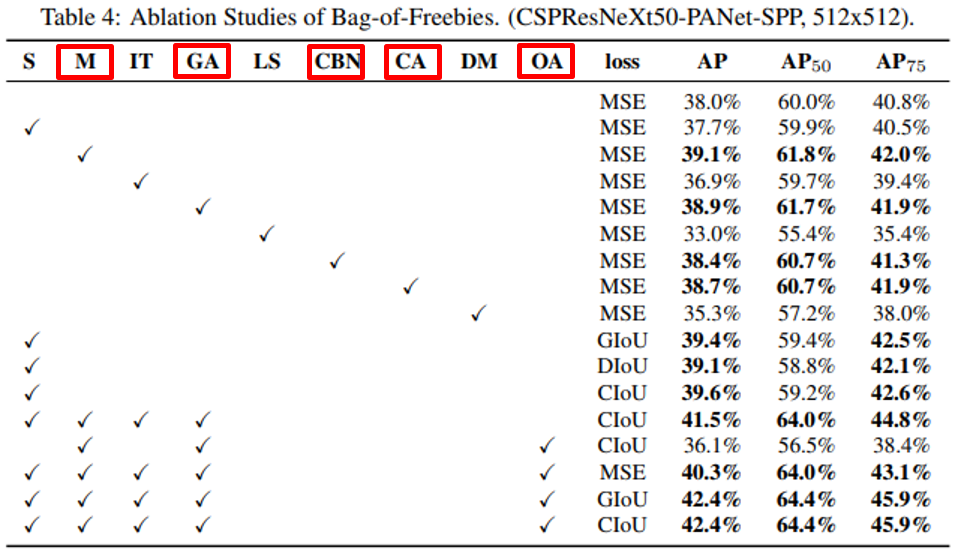 Table 4: Ablation Studies of Bag-of-Freebies. (CSPResNeXt50-PANet-SPP, 512x512).
S M IT GA LS CBN CA DM OA loss AP AP50 AP75
MSE 38.0% 60.0% 40.8%
✓ MSE 37.7% 59.9% 40.5%
✓ MSE 39.1% 61.8% 42.0%
✓ MSE 36.9% 59.7% 39.4%
✓ MSE 38.9% 61.7% 41.9%
✓ MSE 33.0% 55.4% 35.4%
✓ MSE 38.4% 60.7% 41.3%
✓ MSE 38.7% 60.7% 41.9%
✓ MSE 35.3% 57.2% 38.0%
✓ GIoU 39.4% 59.4% 42.5%
✓ DIoU 39.1% 58.8% 42.1%
✓ CIoU 39.6% 59.2% 42.6%
✓ ✓ ✓ ✓ CIoU 41.5% 64.0% 44.8%
✓ ✓ ✓ CIoU 36.1% 56.5% 38.4%
✓ ✓ ✓ ✓ ✓ MSE 40.3% 64.0% 43.1%
✓ ✓ ✓ ✓ ✓ GIoU 42.4% 64.4% 45.9%
✓ ✓ ✓ ✓ ✓ CIoU 42.4% 64.4% 45.9%